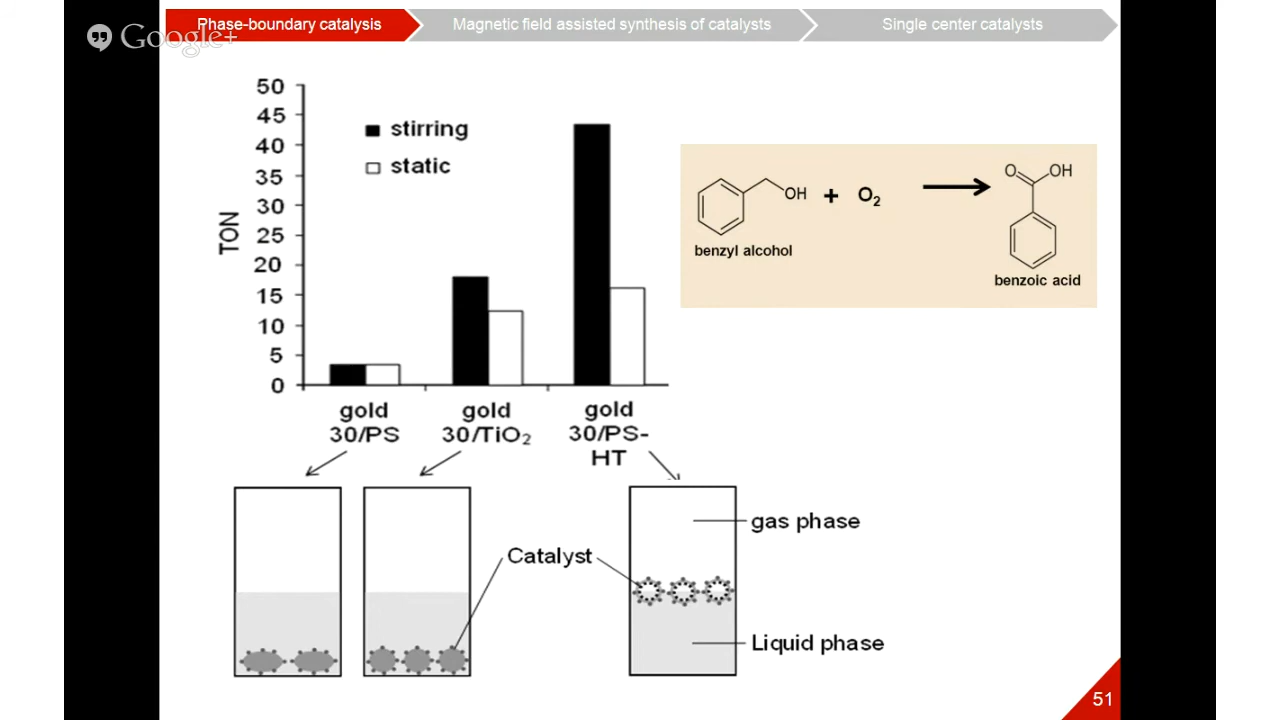 Phase-boundary catalysis
Magnetic field assisted synthesis of catalysts
Single center catalysts
Google+
50
45
40
35
30
25
20
15
10
5
0
TON
stirring
static
gold
30/PS
gold
30/TiO₂
gold
30/PS-
HT
OH
+
O₂
benzyl alcohol
O
OH
benzoic acid
Catalyst
gas phase
Liquid phase
51